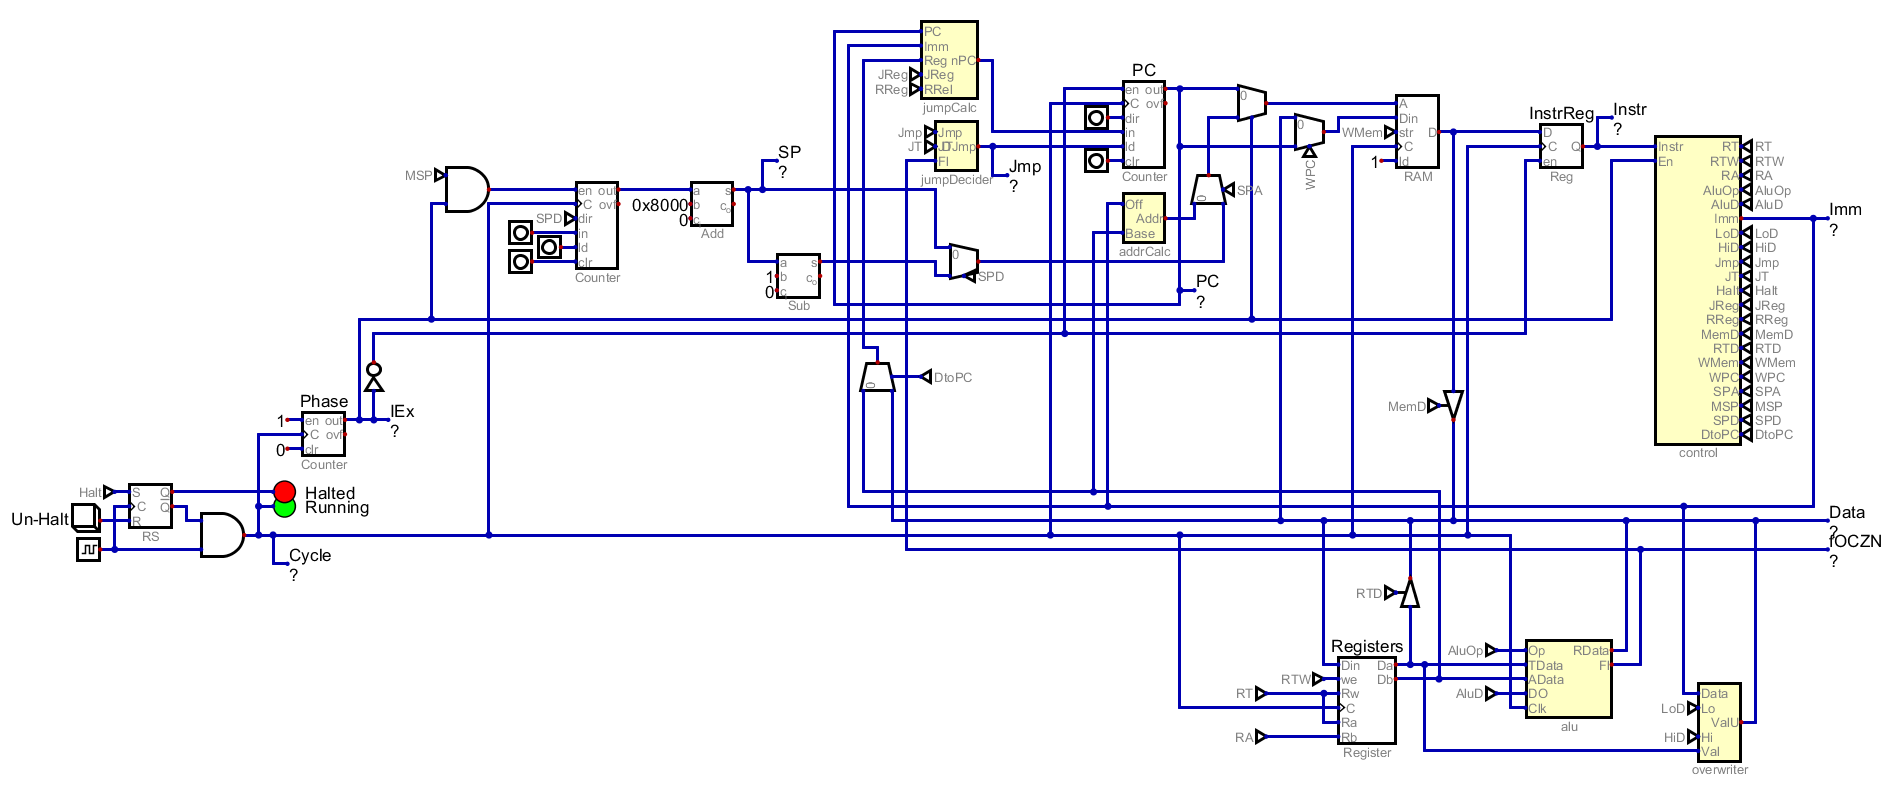 PC
Imm
Reg nPC
JReg JReg
RReg RRel
jumpCalc
Jmp Jmp
JT JT DJmp
Fl
jumpDecider
Jmp
?
PC
en out
C ovf
dir
in
ld
clr
Counter
Off
Addr
Base
addrCalc
0
0
WPC
0
SPA
PC
?
A
Din
WMem str D
C
1 ld
RAM
InstrReg
D
C Q
en
Reg
Instr
?
Instr
En
RT RT
RTW RTW
RA RA
AluOp AluOp
AluD AluD
Imm
LoD LoD
HiD HiD
Jmp Jmp
JT JT
Halt Halt
JReg JReg
RReg RReg
MemD MemD
RTD RTD
WMem WMem
WPC WPC
SPA SPA
MSP MSP
SPD SPD
DtoPC DtoPC
control
Imm
?
MSP
SP
?
en out
C ovf
SPD dir
in
ld
clr
Counter
a s
0x8000 b c₀
0 c
Add
a s
1 b c₀
0 c
Sub
0
SPD
0
DtoPC
MemD
Phase
1 en out
C ovf
0 clr
Counter
IEx
?
Halt S Q
C Q
Un-Halt R
RS
Halted
Running
Cycle
?
Data
?
fOCZN
?
RTD
Registers
Din Da
RTW we Db
RT Rw
C
Ra
RA Rb
Register
AluOp Op RData
TData Fl
AData
AluD DO
Clk
alu
Data
LoD Lo
ValU
HiD Hi
Val
overwriter